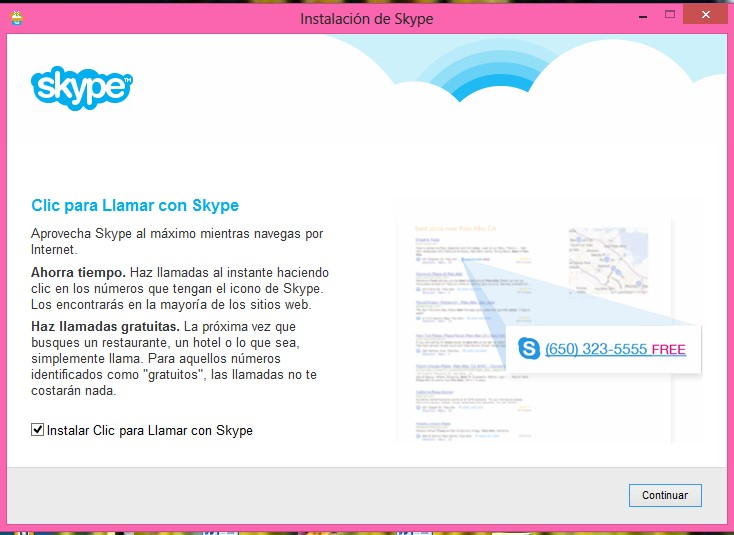 Instalación de Skype
skype™
Clic para Llamar con Skype
Aprovecha Skype al máximo mientras navegas por
Internet.
Ahorra tiempo. Haz llamadas al instante haciendo
clic en los números que tengan el icono de Skype.
Los encontrarás en la mayoría de los sitios web.
Haz llamadas gratuitas. La próxima vez que
busques un restaurante, un hotel o lo que sea,
simplemente llama. Para aquellos números
identificados como "gratuitos", las llamadas no te
costarán nada.
Instalar Clic para Llamar con Skype
(650) 323-5555 FREE
Continuar